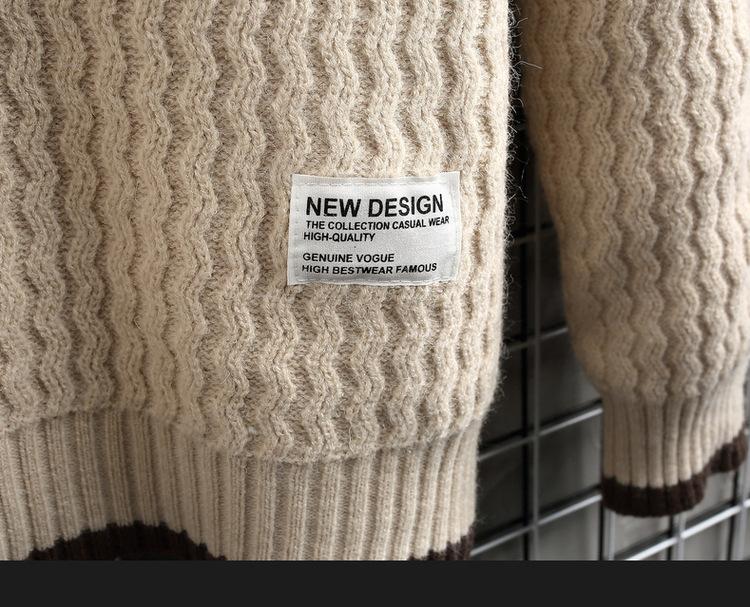 NEW DESIGN
THE COLLECTION CASUAL WEAR
HIGH-QUALITY
GENUINE VOGUE
HIGH BESTWEAR FAMOUS